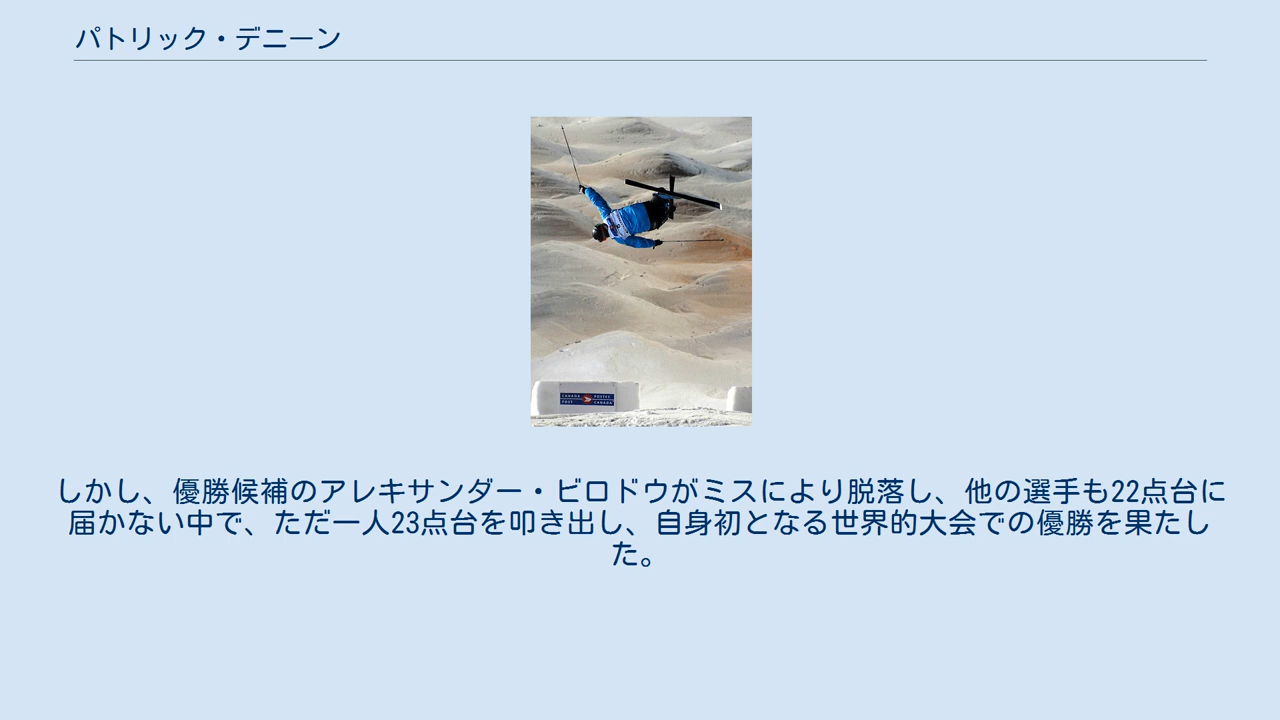 パトリック・デニーン
CANADA POSTES
POST CANADA
しかし、優勝候補のアレキサンダー・ビロドウがミスにより脱落し、他の選手も22点台に
届かない中で、ただ一人23点台を叩き出し、自身初となる世界的大会での優勝を果たし
た。